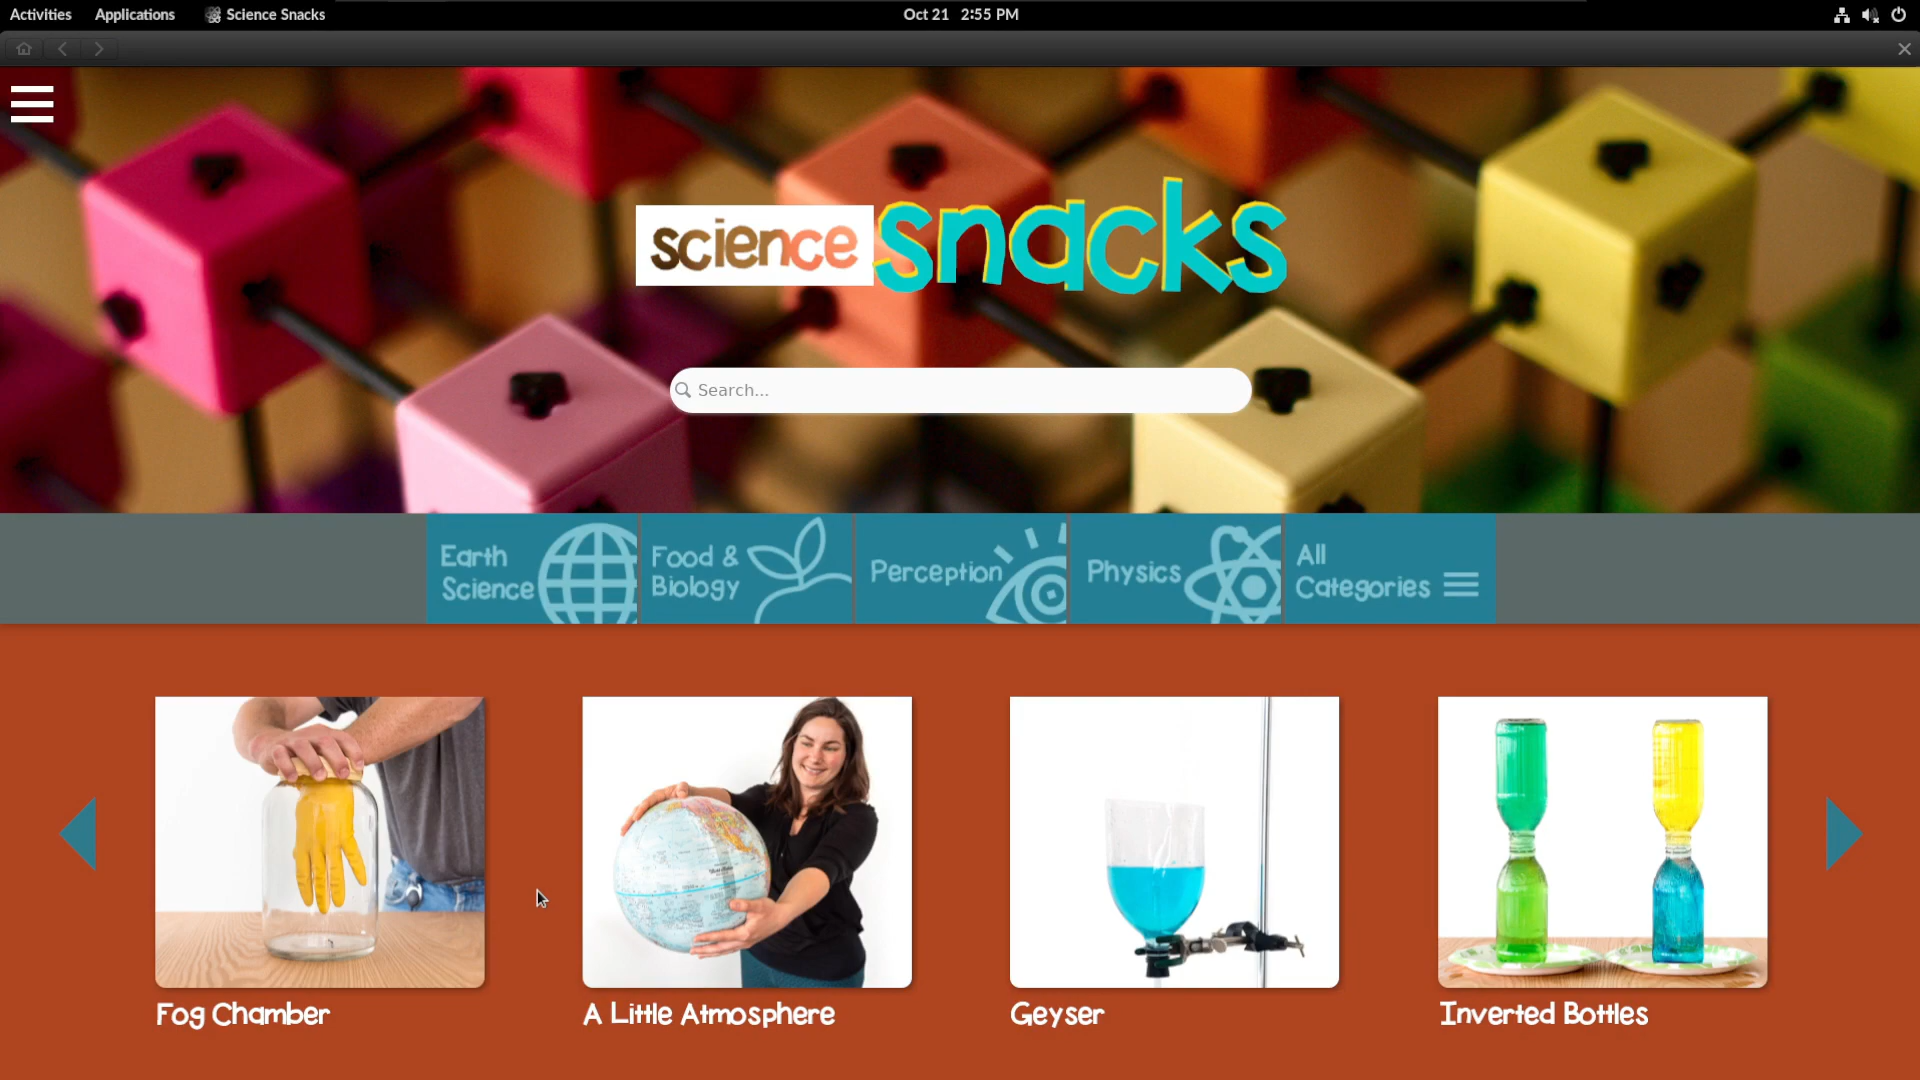 Activities Applications Science Snacks Oct 21 2:55 PM
science snacks
Search...
Earth
Science
Food &
Biology
Perception
Physics
All
Categories
Fog Chamber
A Little Atmosphere
Geyser
Inverted Bottles